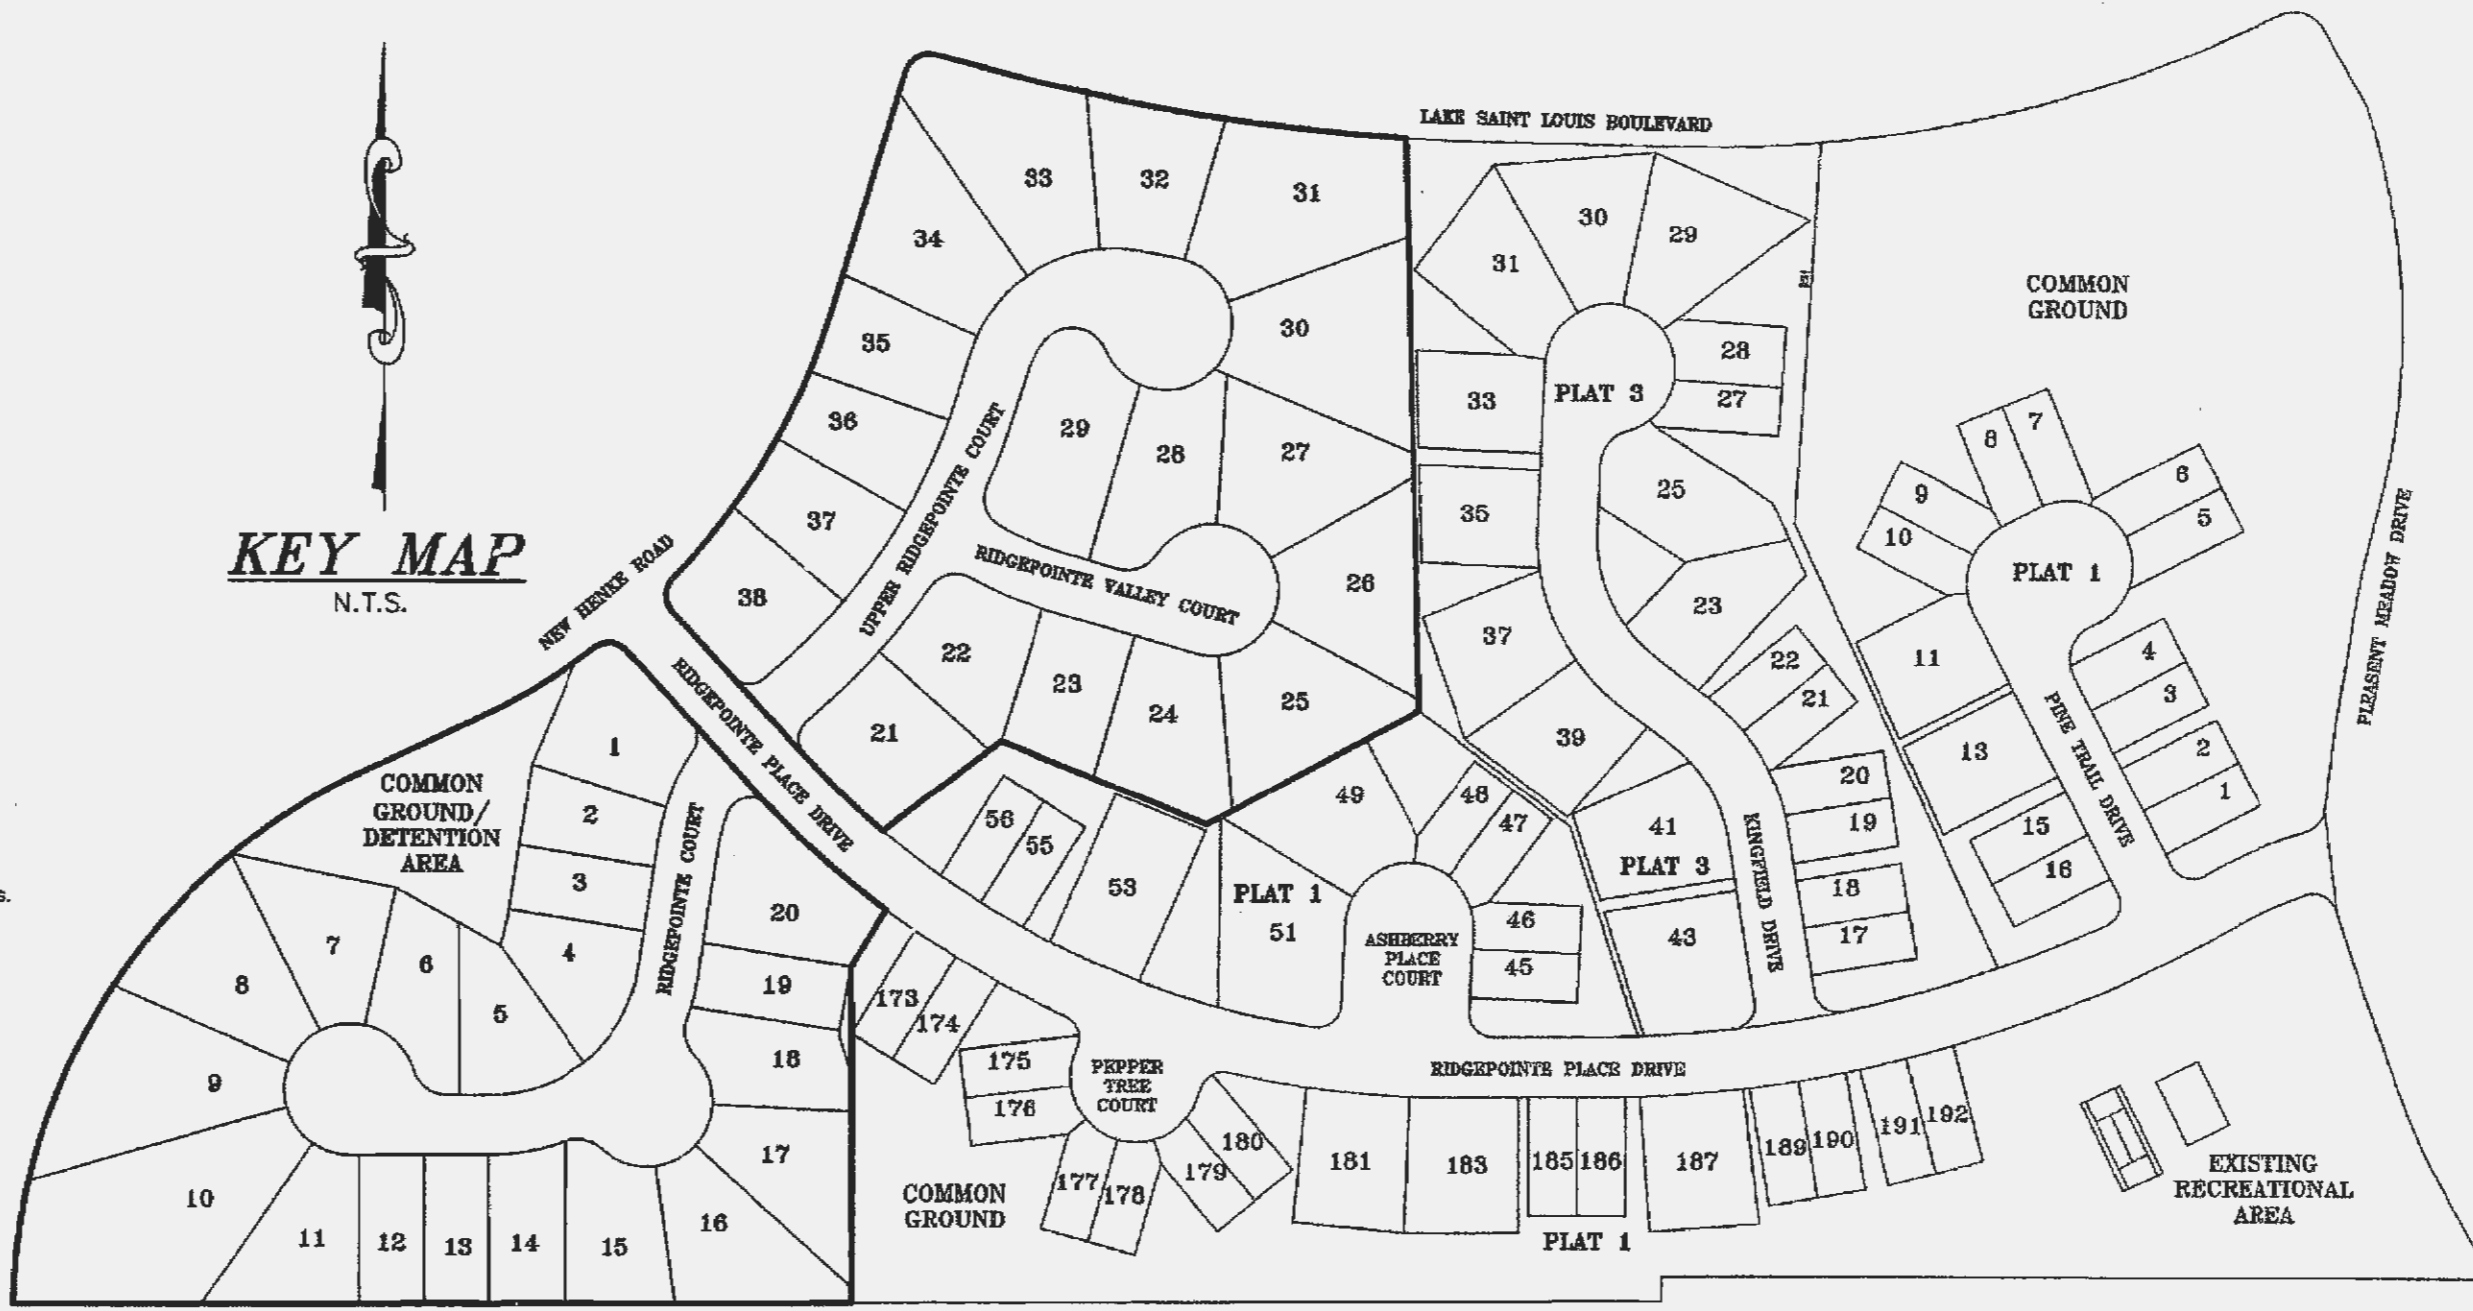 KEY MAP
N.T.S.
s.
LAKE SAINT LOUIS BOULEVARD
NEW HENKE ROAD
UPPER RIDGEPOINTE COURT
RIDGEPOINTE VALLEY COURT
RIDGEPOINTE PLACE DRIVE
33
32
31
34
30
35
36
29
28
27
37
26
38
22
23
24
25
21
COMMON
GROUND/
DETENTION
AREA
RIDGEPOINTE COURT
1
2
3
4
20
19
7
6
5
8
9
18
17
10
11
12
13
14
15
16
30
29
31
28
27
33
PLAT 3
25
35
23
37
22
21
39
20
19
41
PLAT 3
18
17
43
KINGFIELD DRIVE
COMMON
GROUND
PLEASENT MEADOW DRIVE
8
7
6
5
9
10
PLAT 1
11
4
3
13
2
1
15
16
PINE TRAIL DRIVE
56
55
53
PLAT 1
51
49
48
47
46
45
ASHBERRY
PLACE
COURT
173
174
175
176
PEPPER
TREE
COURT
177
178
179
180
RIDGEPOINTE PLACE DRIVE
181
183
185
186
187
189
190
191
192
COMMON
GROUND
PLAT 1
EXISTING
RECREATIONAL
AREA